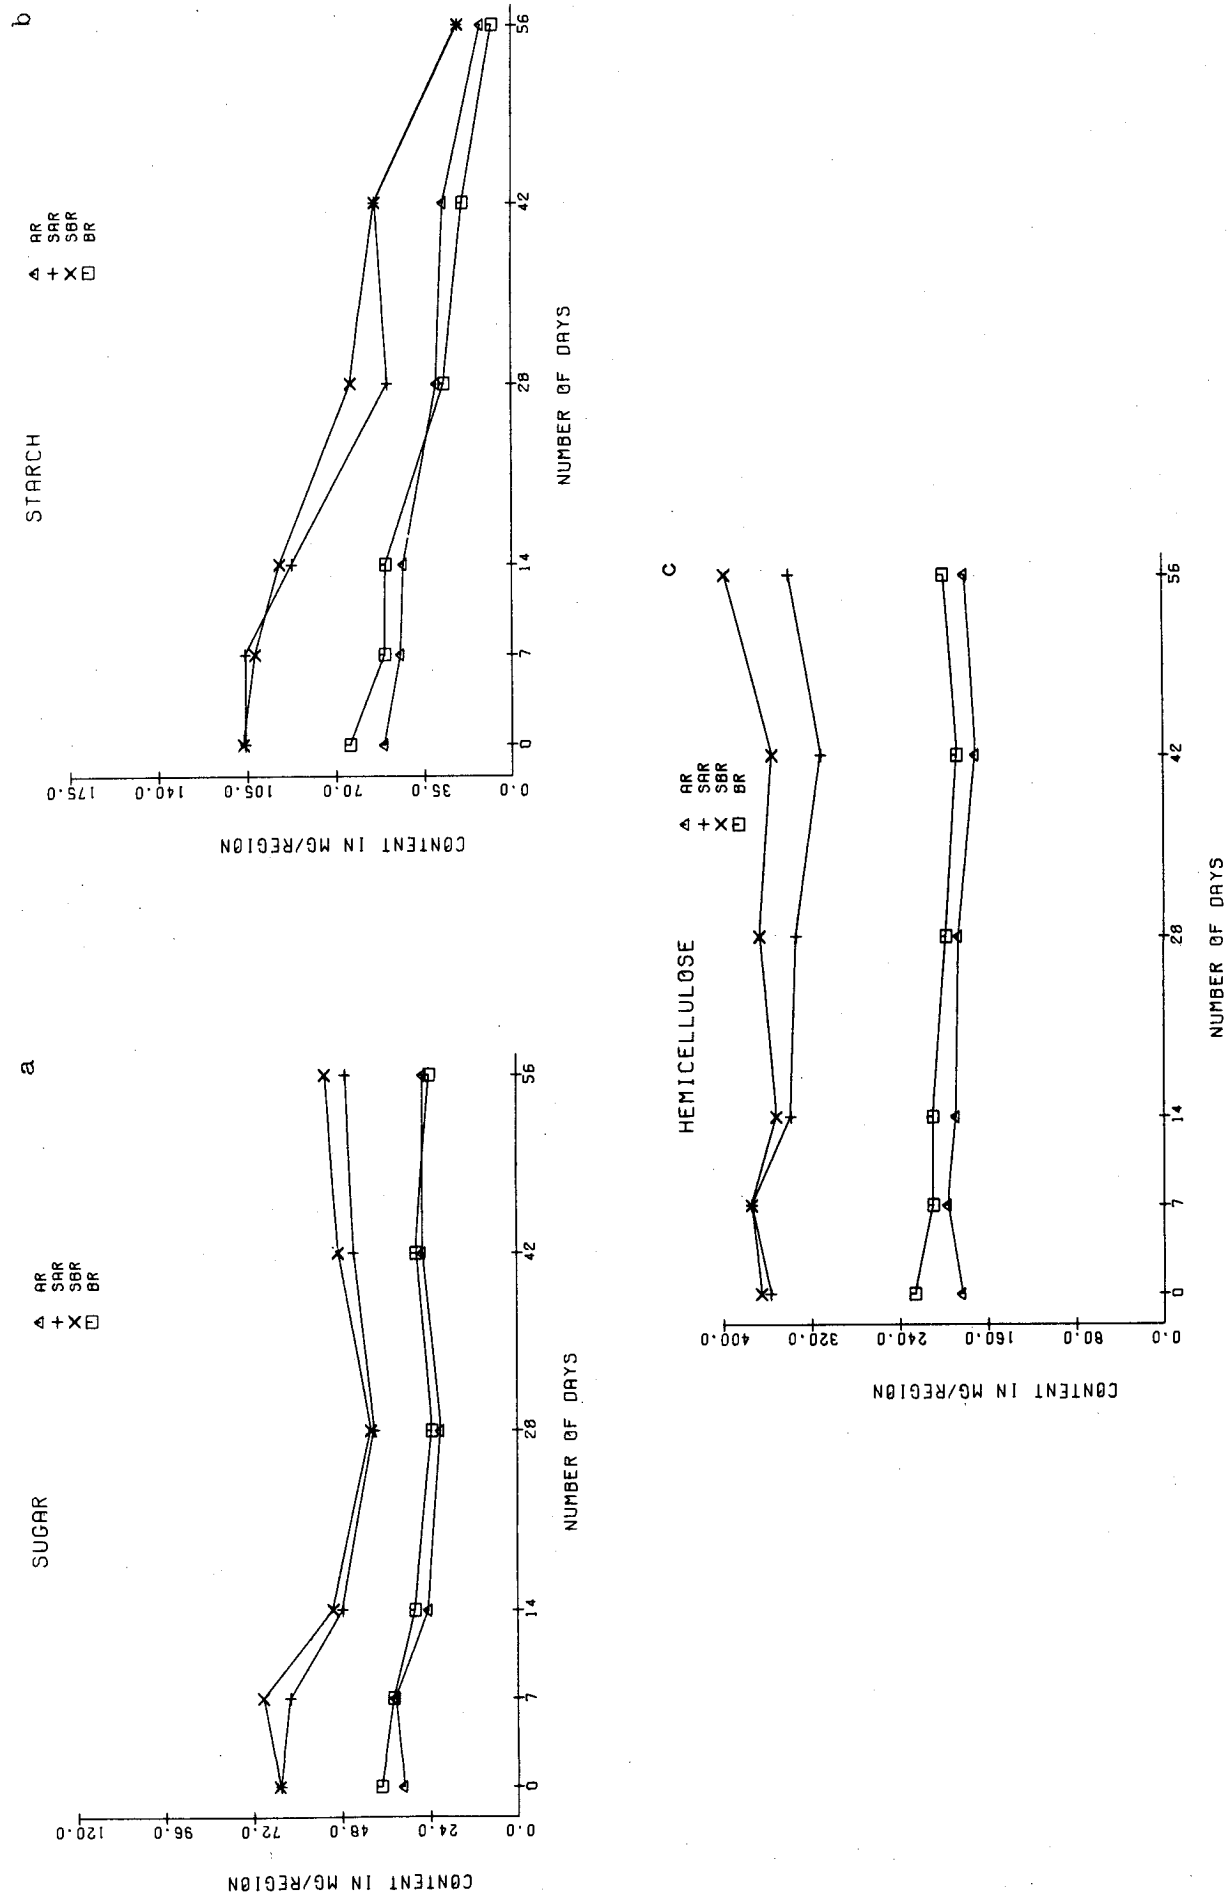 a
SUGAR
AR
SAR
SBR
BR
CONTENT IN MG/REGION
120.0
96.0
72.0
48.0
24.0
0.0
0 7 14 28 42 56
NUMBER OF DAYS
b
STARCH
AR
SAR
SBR
BR
CONTENT IN MG/REGION
175.0
140.0
105.0
70.0
35.0
0.0
0 7 14 28 42 56
NUMBER OF DAYS
c
HEMICELLULOSE
AR
SAR
SBR
BR
CONTENT IN MG/REGION
400.0
320.0
240.0
160.0
80.0
0.0
0 7 14 28 42 56
NUMBER OF DAYS